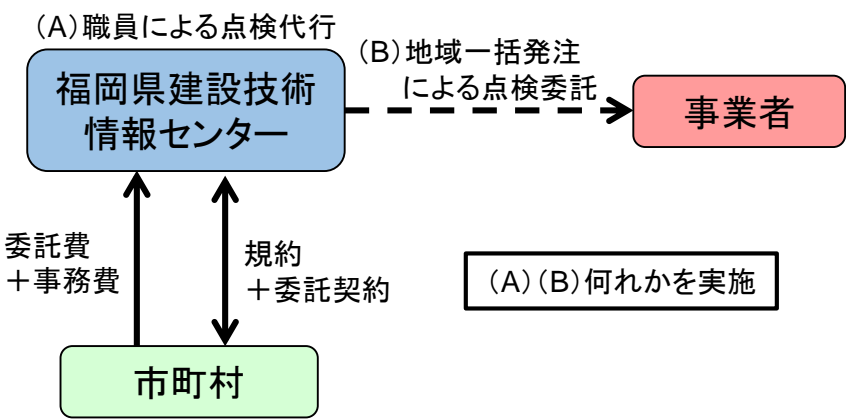 （A）職員による点検代行
福岡県建設技術
情報センター
（B）地域一括発注
による点検委託
事業者
委託費
＋事務費
規約
＋委託契約
（A）（B）何れかを実施
市町村